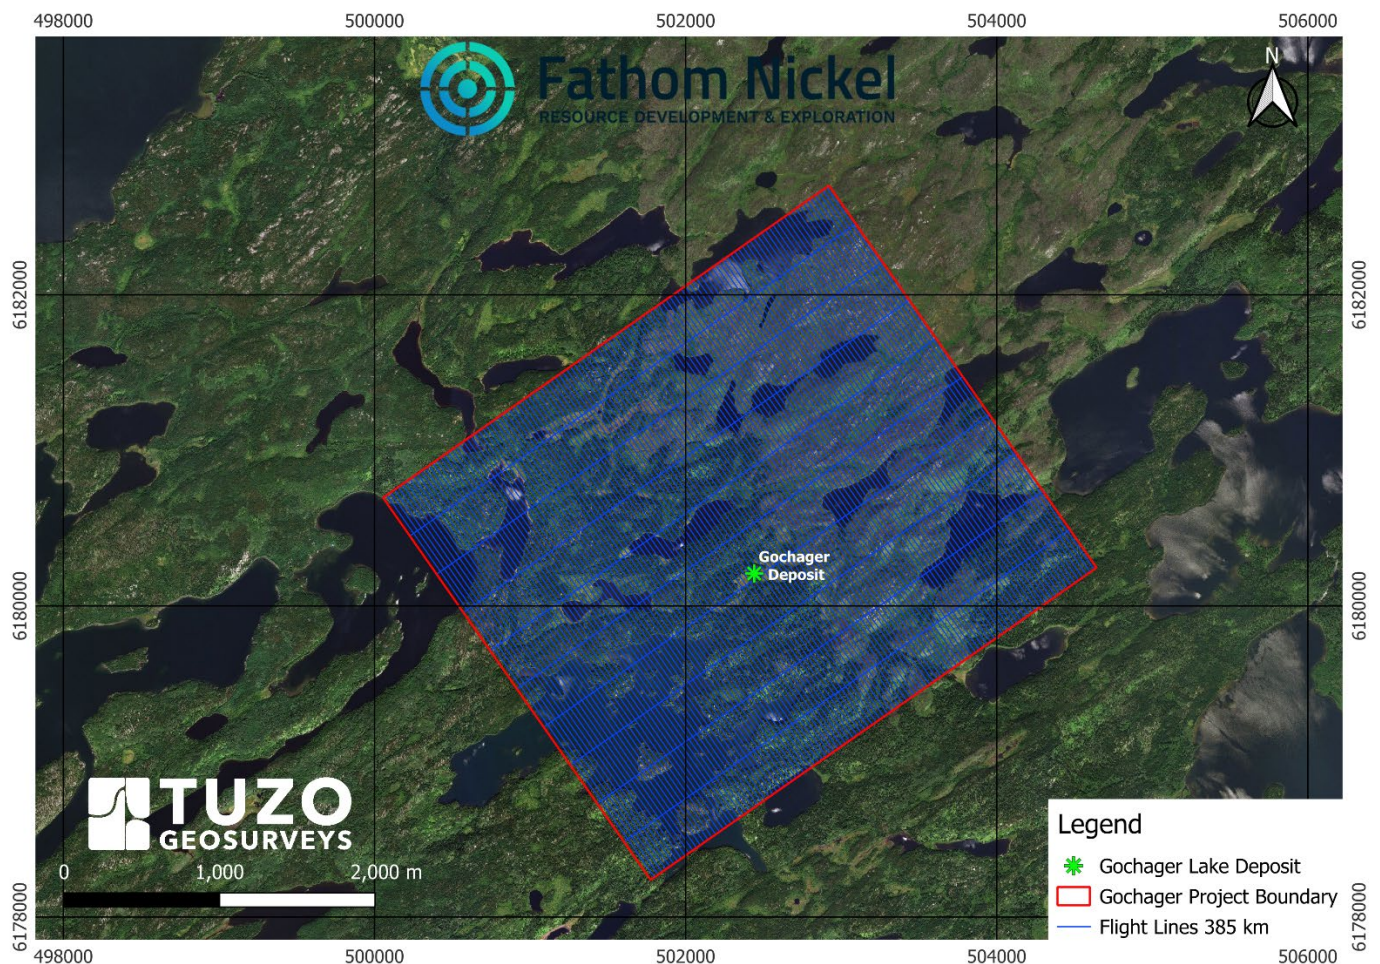 498000
500000
502000
504000
506000
Fathom Nickel
RESOURCE DEVELOPMENT & EXPLORATION
N
6182000
6182000
Gochager
Deposit
6180000
6180000
TUZO
GEOSURVEYS
0 1,000 2,000 m
Legend
Gochager Lake Deposit
Gochager Project Boundary
Flight Lines 385 km
6178000
6178000
498000
500000
502000
504000
506000